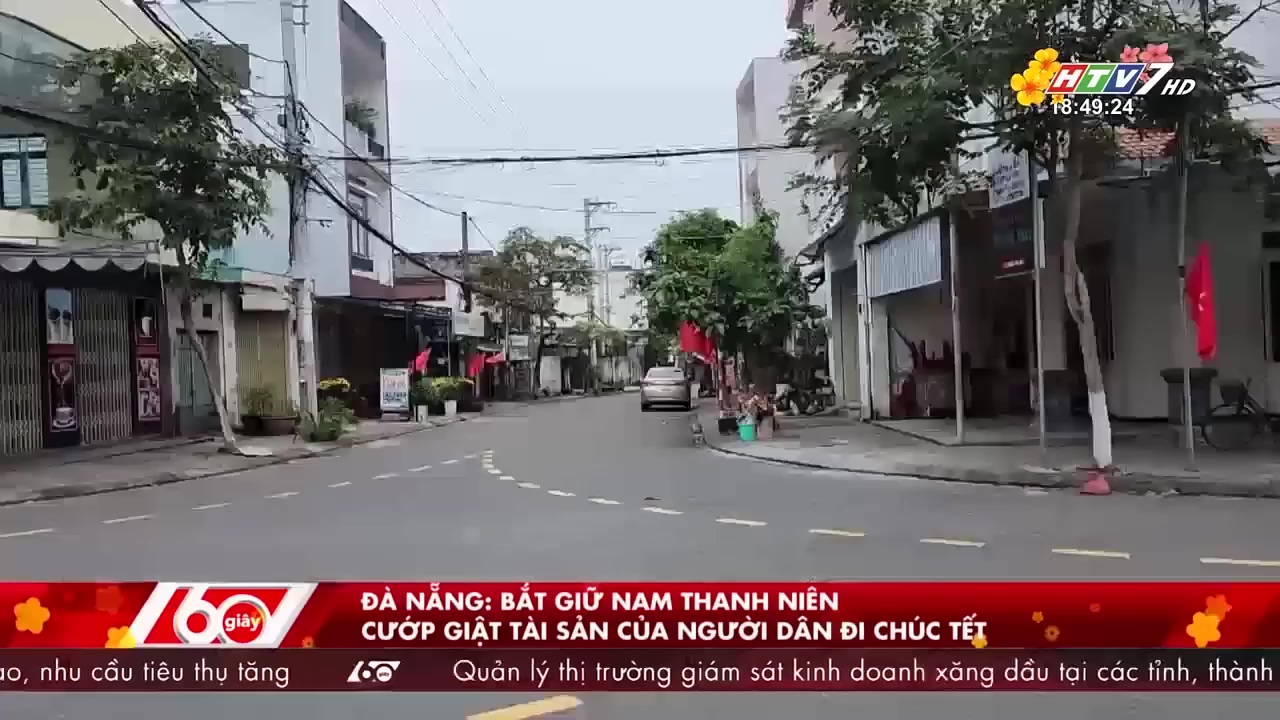 HTV7 HD
18:49:24
60 giây
ĐÀ NẴNG: BẮT GIỮ NAM THANH NIÊN
CƯỚP GIẬT TÀI SẢN CỦA NGƯỜI DÂN ĐI CHÚC TẾT
ao, nhu cầu tiêu thụ tăng 60 giây Quản lý thị trường giám sát kinh doanh xăng dầu tại các tỉnh, thành